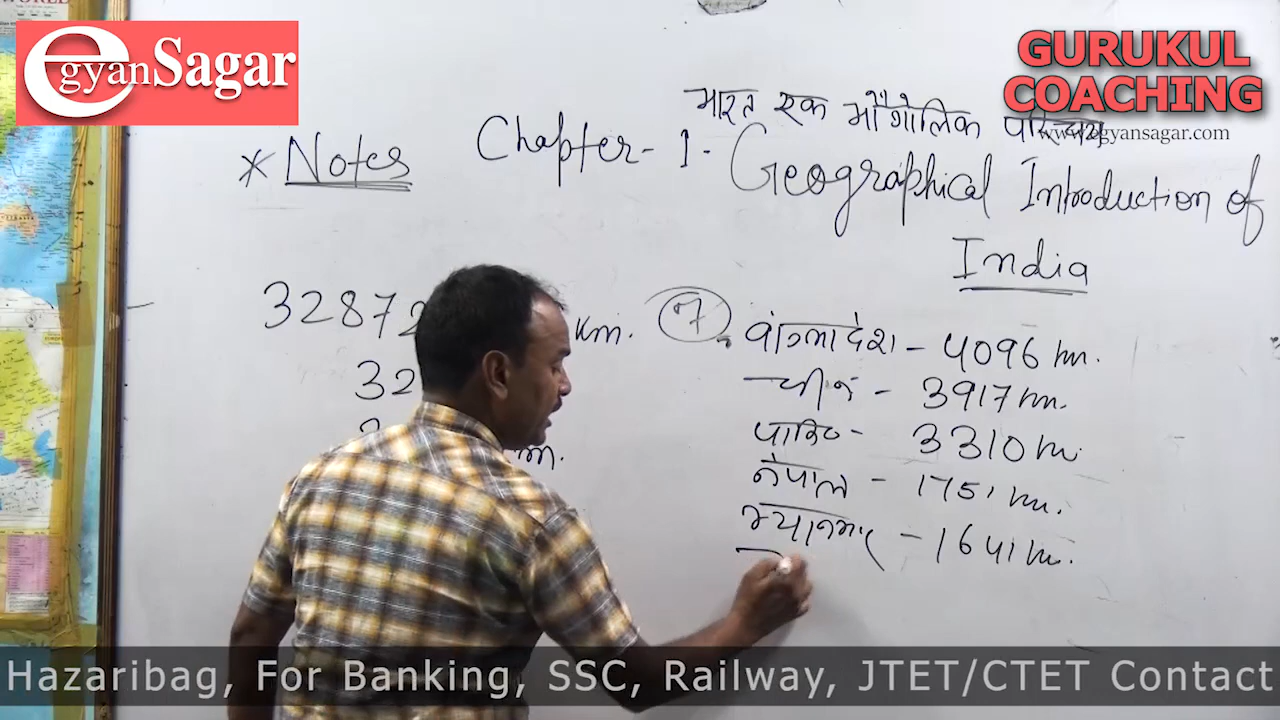 egyanSagar
GURUKUL
COACHING
www.egyansagar.com
भारत एक भौगोलिक परिचय
* Notes
Chapter-1- Geographical Introduction of
India
32872
km.
32
m.
7
बांग्लादेश - 4096 km.
चीन - 3917 km.
पाकि० - 3310 km
नेपाल - 1751 km.
म्यानमार - 1641 km.
Hazaribag, For Banking, SSC, Railway, JTET/CTET Contact